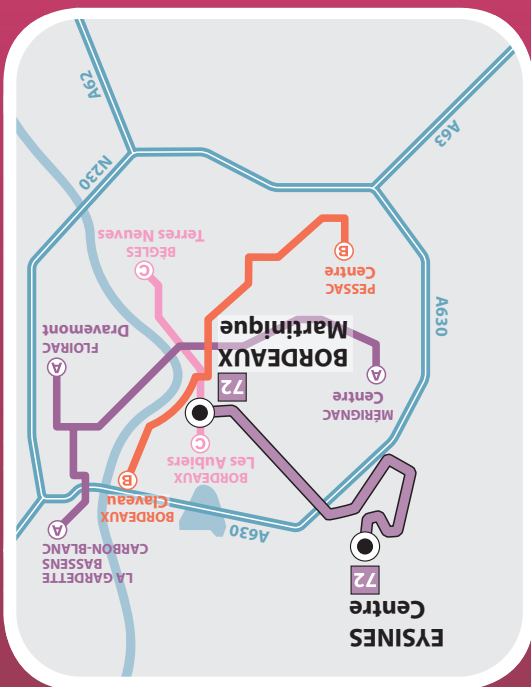 EYSINES
Centre
72
LA GARDETTE
BASSENS
CARBON-BLANC
A
A630
BORDEAUX
Claveau
B
BORDEAUX
Les Aubiers
C
MÉRIGNAC
Centre
A
72
BORDEAUX
Martinique
FLOIRAC
Dravemont
A
A630
PESSAC
Centre
B
BÈGLES
Terres Neuves
C
N230
A63
A62